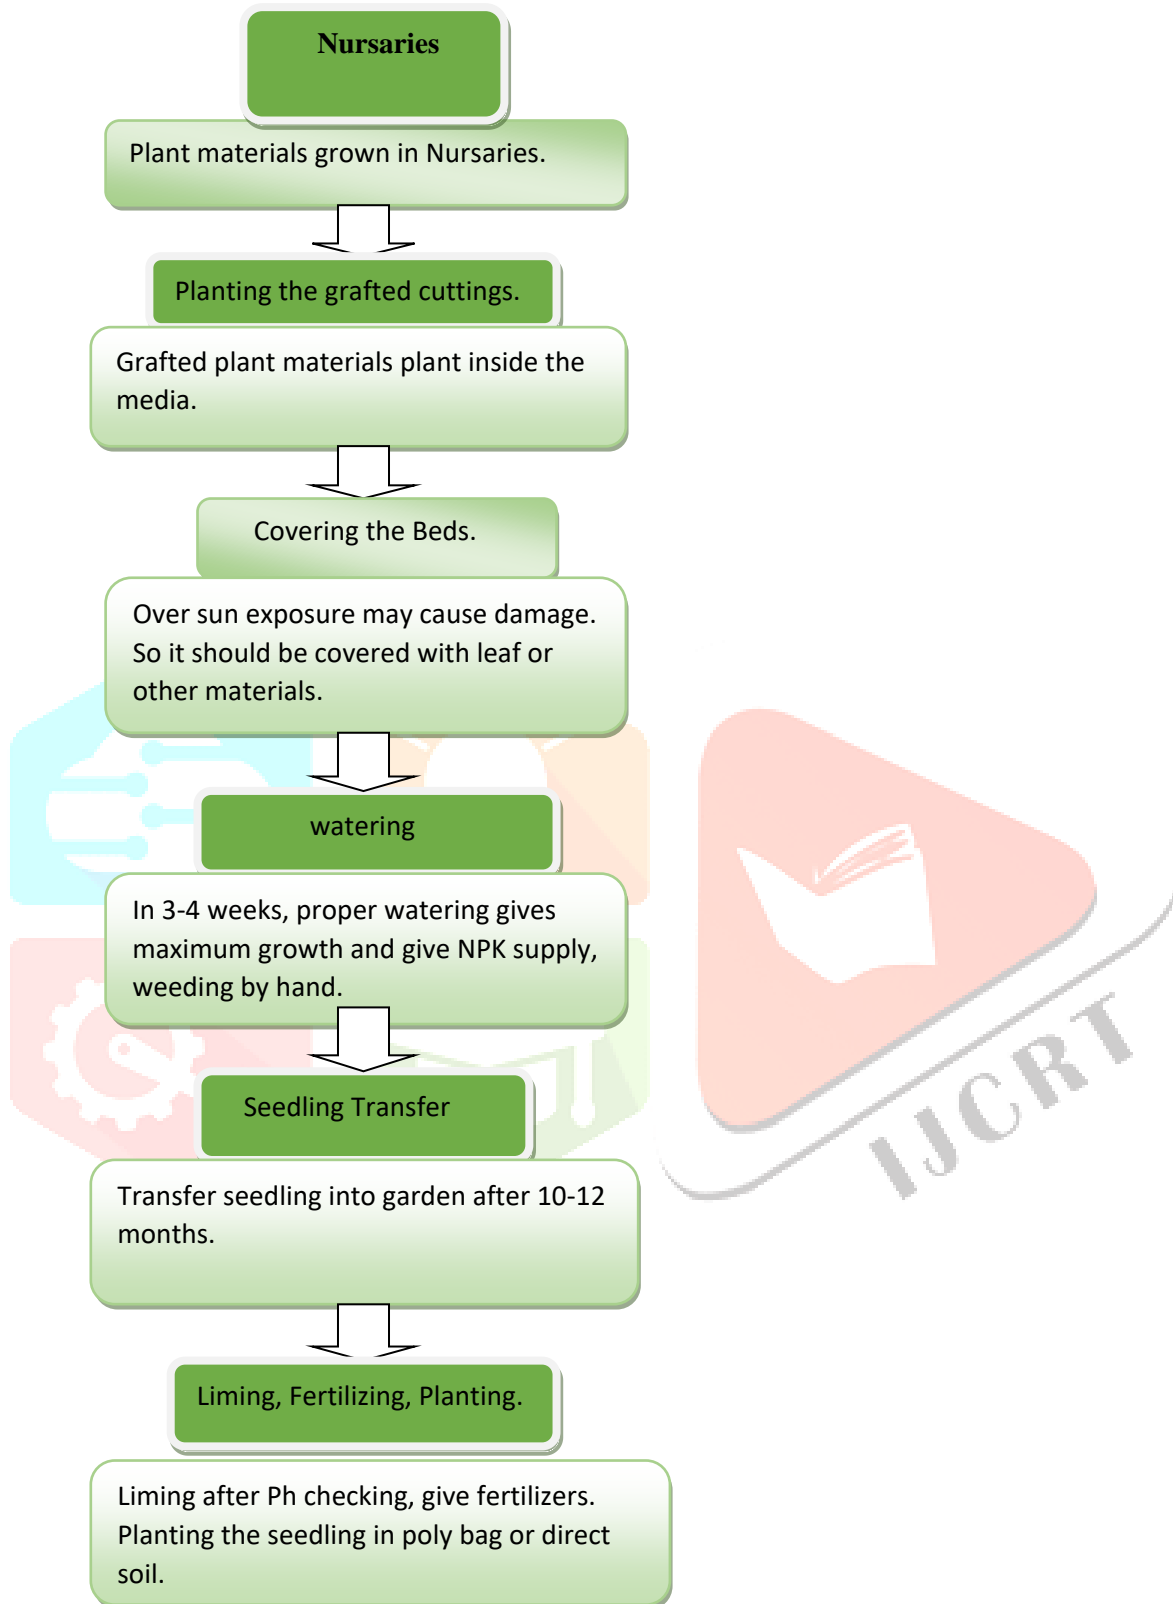 Nursaries
Plant materials grown in Nursaries.
Planting the grafted cuttings.
Grafted plant materials plant inside the
media.
Covering the Beds.
Over sun exposure may cause damage.
So it should be covered with leaf or
other materials.
watering
In 3-4 weeks, proper watering gives
maximum growth and give NPK supply,
weeding by hand.
Seedling Transfer
Transfer seedling into garden after 10-12
months.
Liming, Fertilizing, Planting.
Liming after Ph checking, give fertilizers.
Planting the seedling in poly bag or direct
soil.
IJCRT